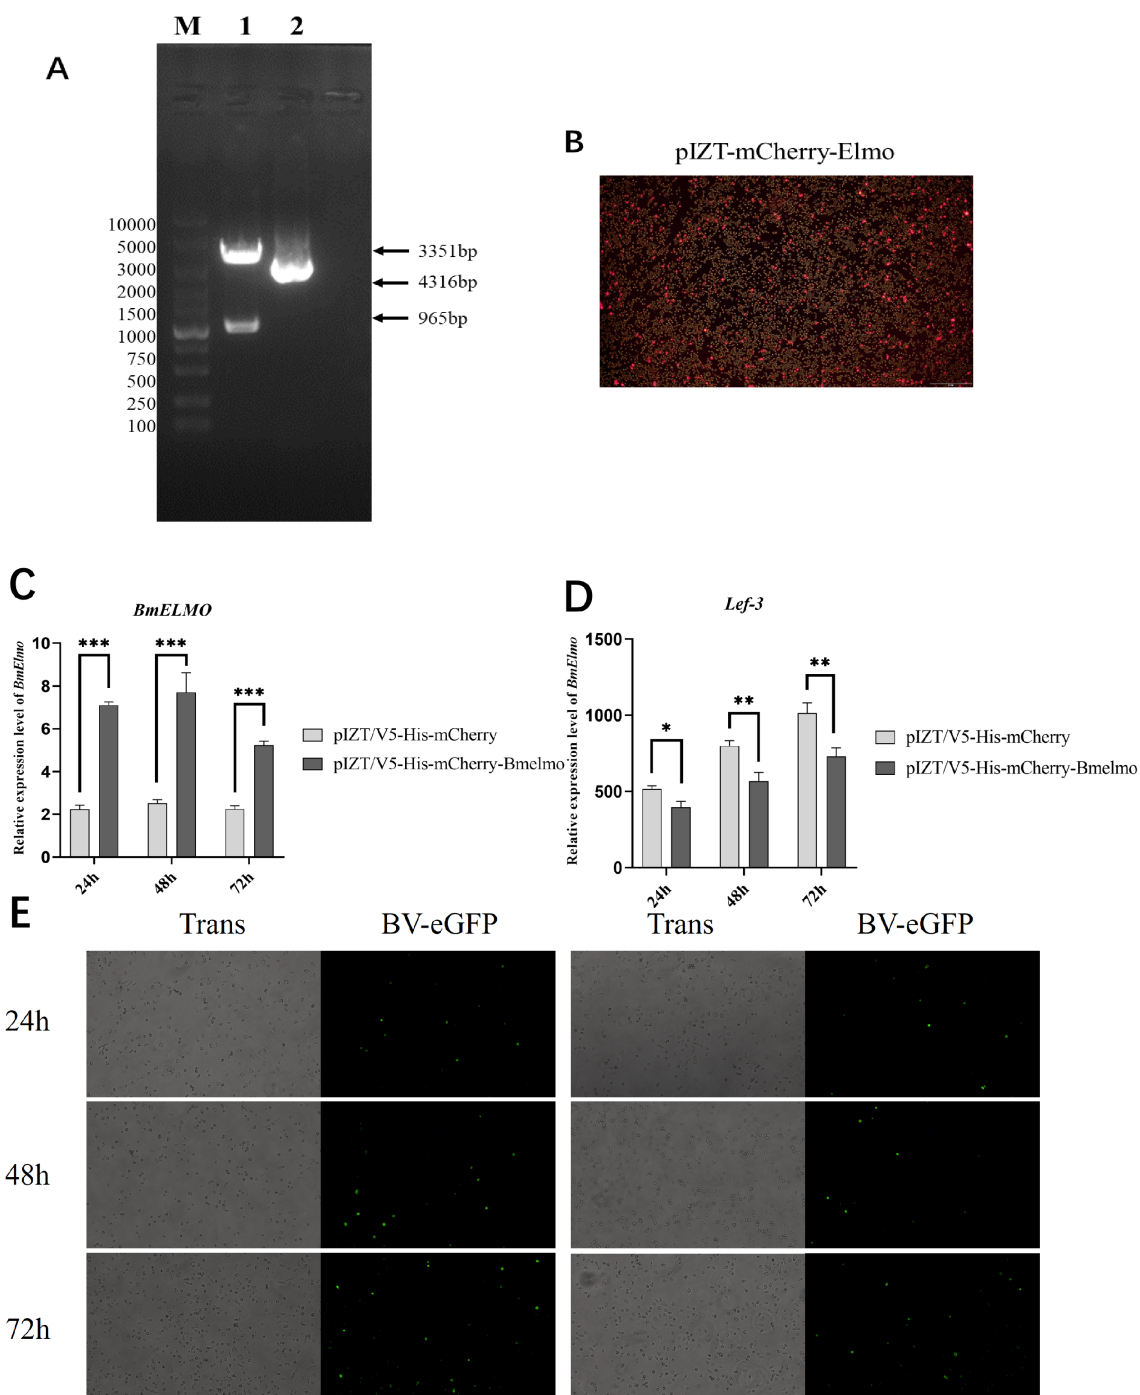 M 1 2
A
10000
5000
3000
2000
1500
1000
750
500
250
100
3351bp
4316bp
965bp
B
pIZT-mCherry-Elmo
C
BmELMO
Relative expression level of BmElmo
10
8
6
4
2
0
***
***
***
24h
48h
72h
pIZT/V5-His-mCherry
pIZT/V5-His-mCherry-Bmelmo
D
Lef-3
Relative expression level of BmElmo
1500
1000
500
0
*
**
**
24h
48h
72h
pIZT/V5-His-mCherry
pIZT/V5-His-mCherry-Bmelmo
E
Trans BV-eGFP Trans BV-eGFP
24h
48h
72h